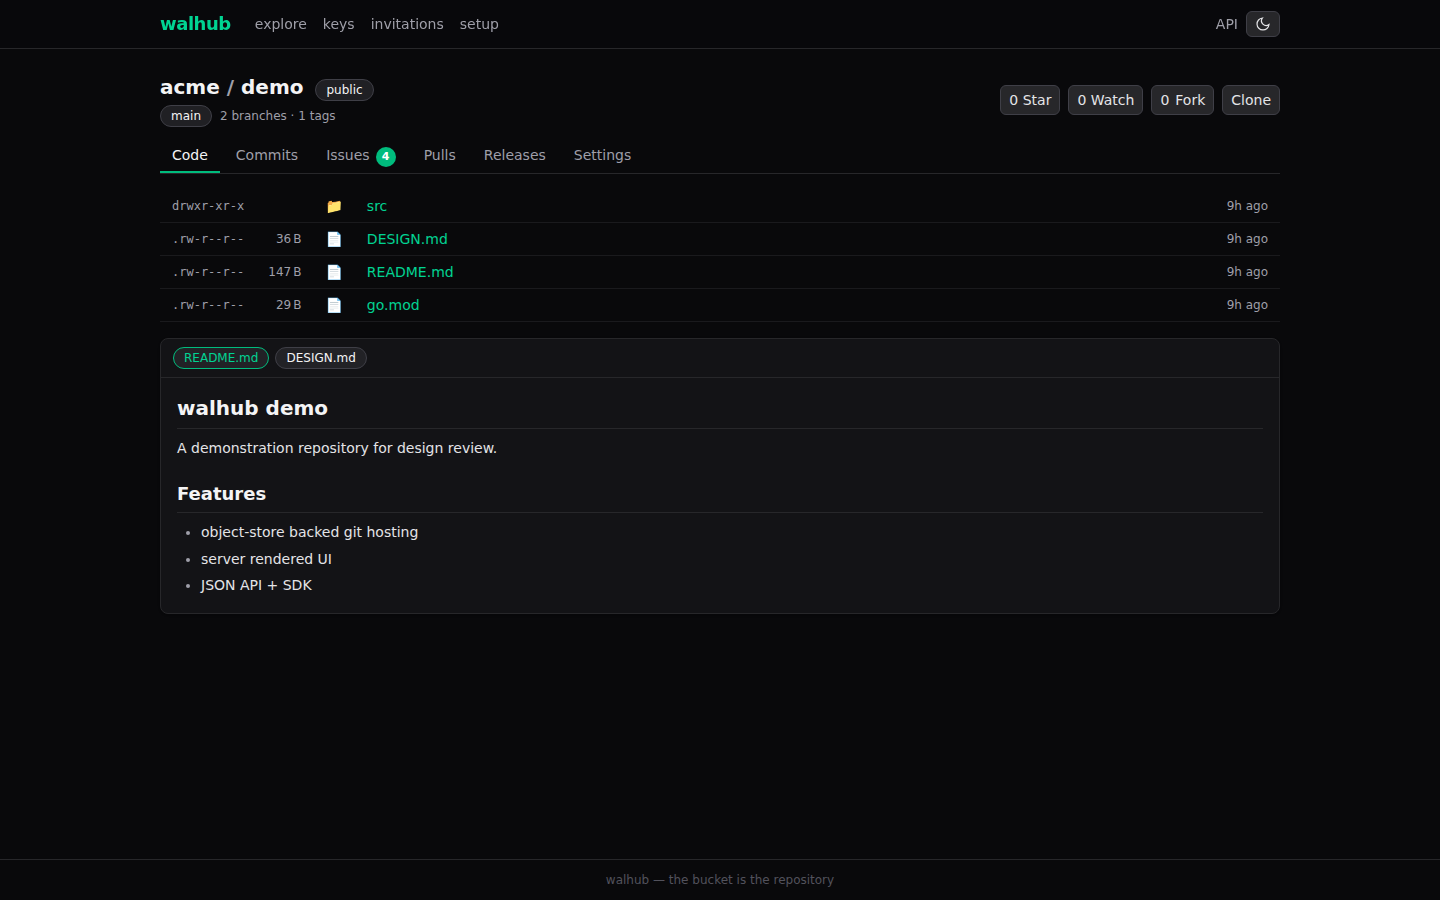 walhub explore keys invitations setup API
acme / demo public
0 Star 0 Watch 0 Fork Clone
main 2 branches · 1 tags
Code Commits Issues 4 Pulls Releases Settings
drwxr-xr-x src 9h ago
.rw-r--r-- 36 B DESIGN.md 9h ago
.rw-r--r-- 147 B README.md 9h ago
.rw-r--r-- 29 B go.mod 9h ago
README.md DESIGN.md
walhub demo
A demonstration repository for design review.
Features
• object-store backed git hosting
• server rendered UI
• JSON API + SDK
walhub — the bucket is the repository